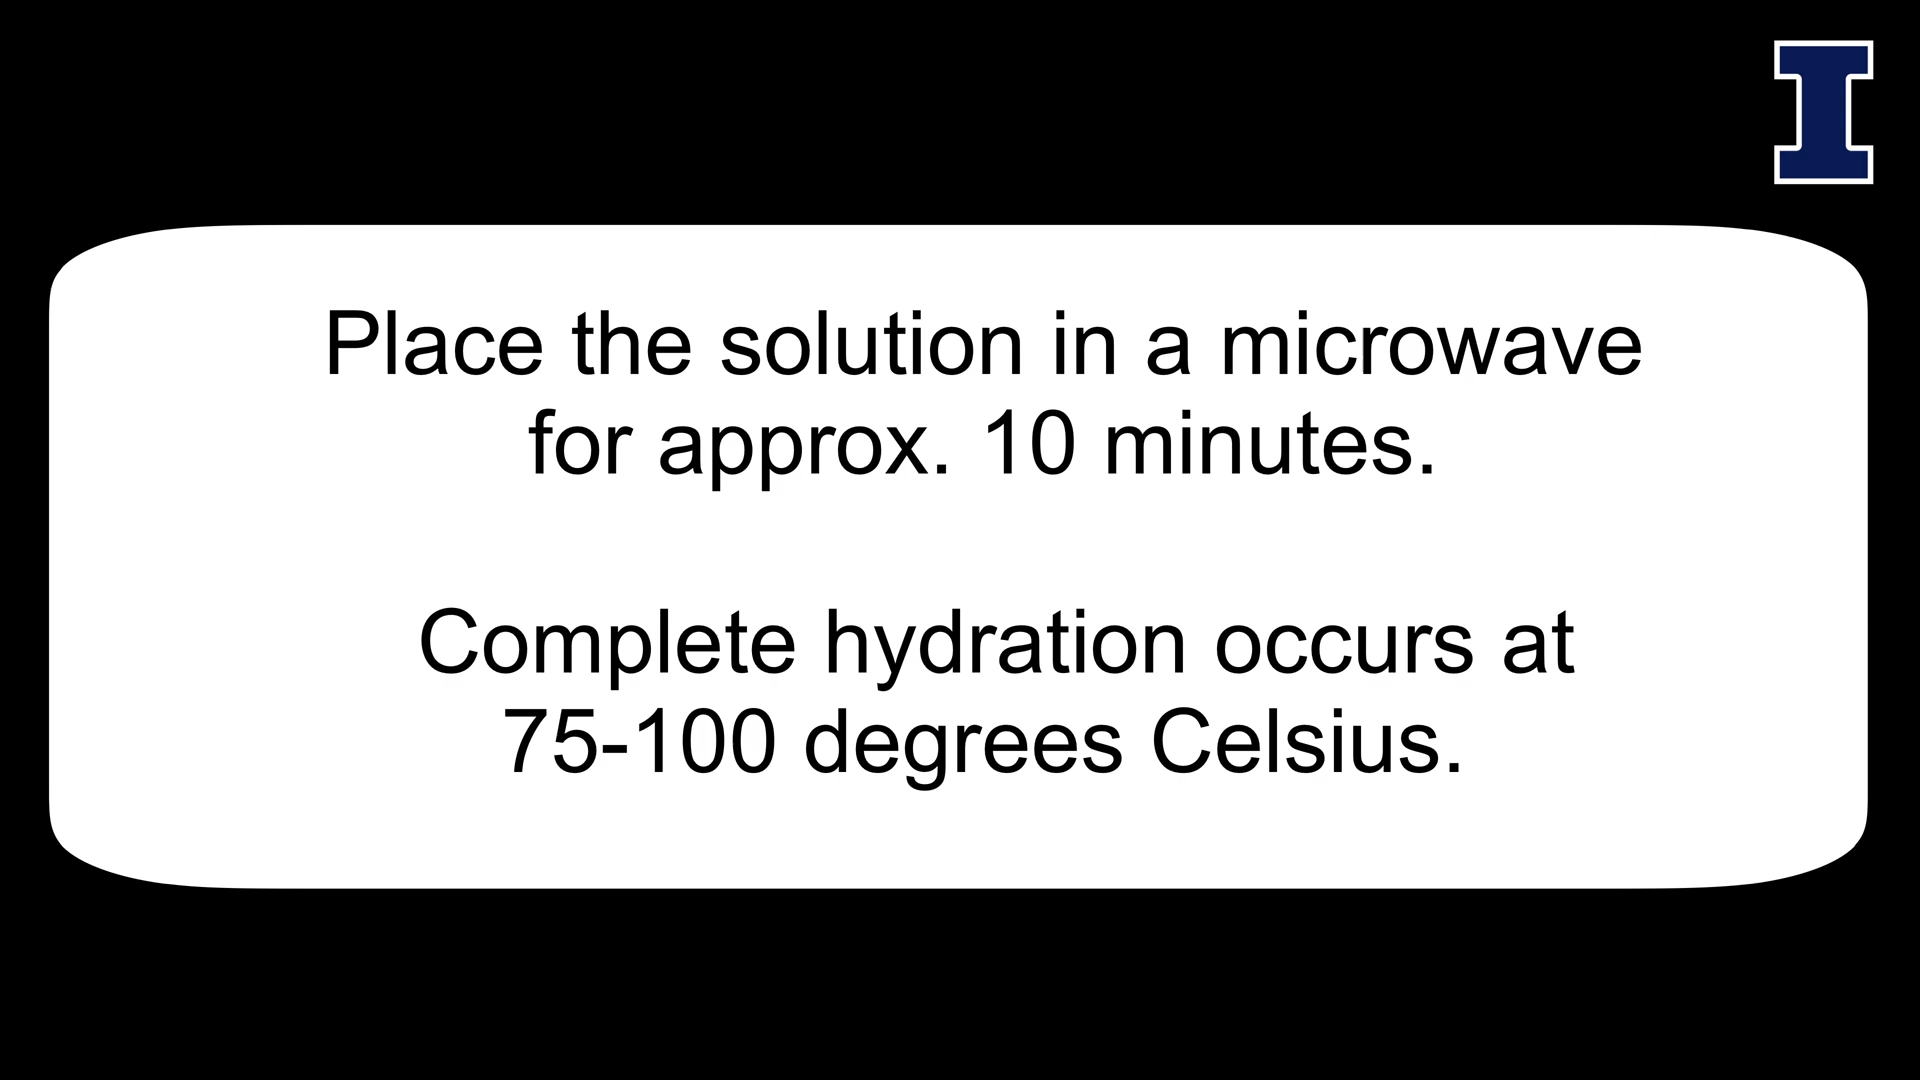 I
Place the solution in a microwave
for approx. 10 minutes.
Complete hydration occurs at
75-100 degrees Celsius.